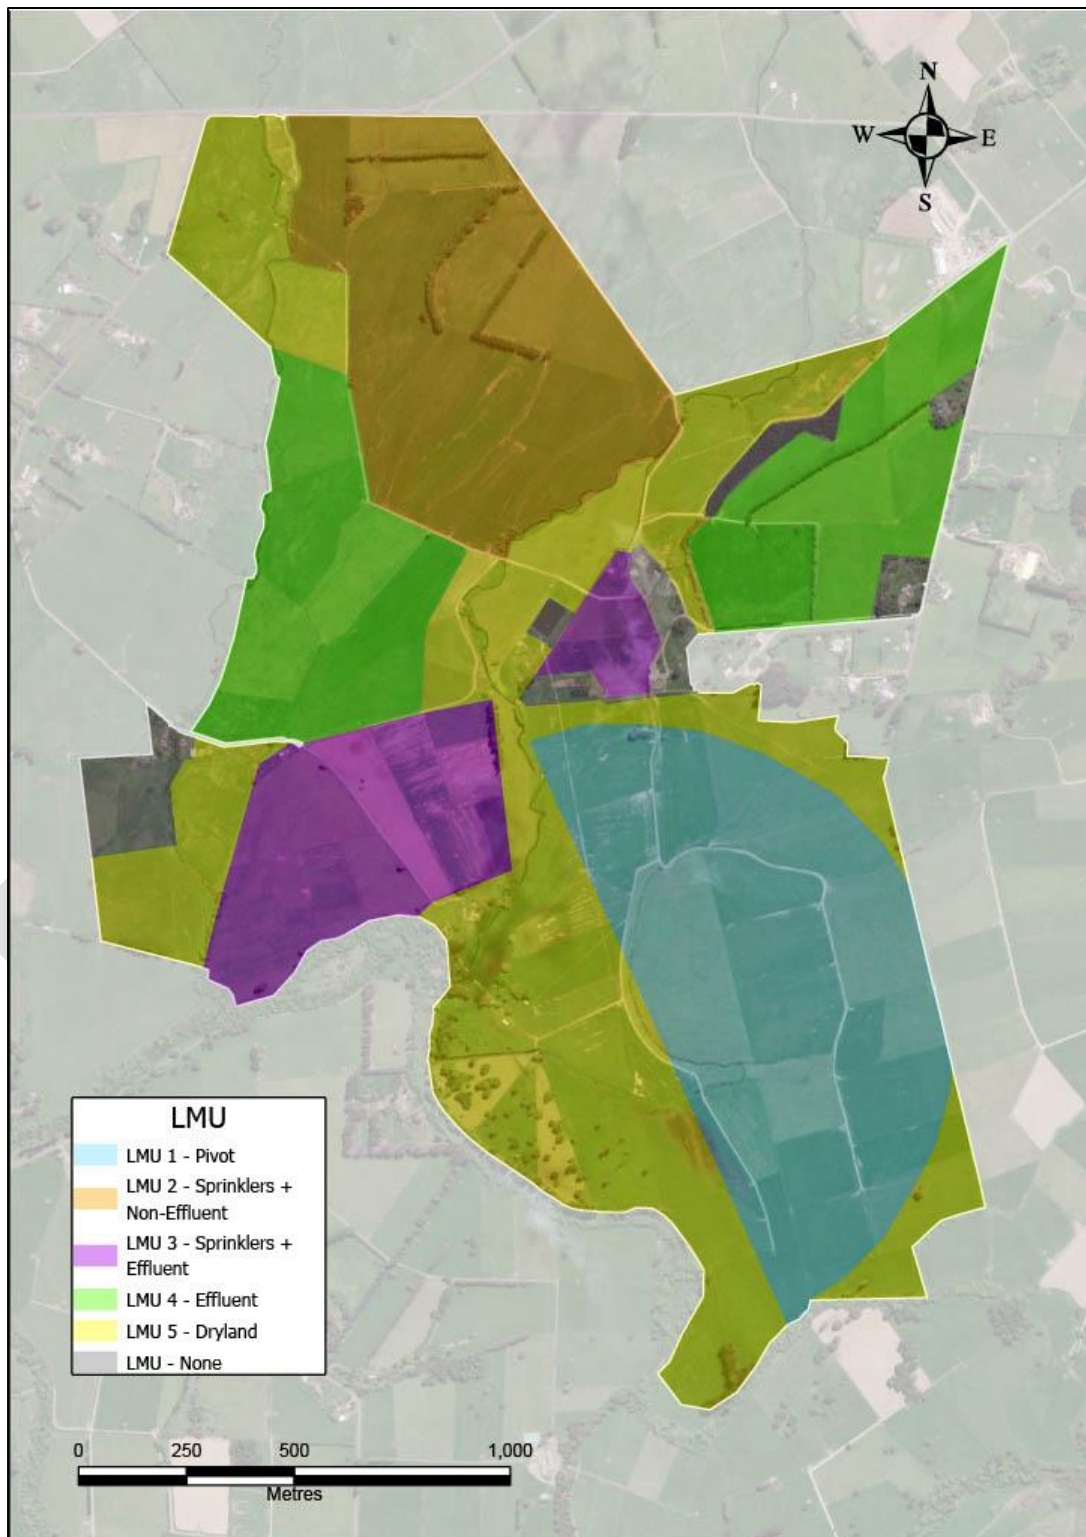 N
W E
S
LMU
LMU 1 - Pivot
LMU 2 - Sprinklers +
Non-Effluent
LMU 3 - Sprinklers +
Effluent
LMU 4 - Effluent
LMU 5 - Dryland
LMU - None
0 250 500 1,000
Metres